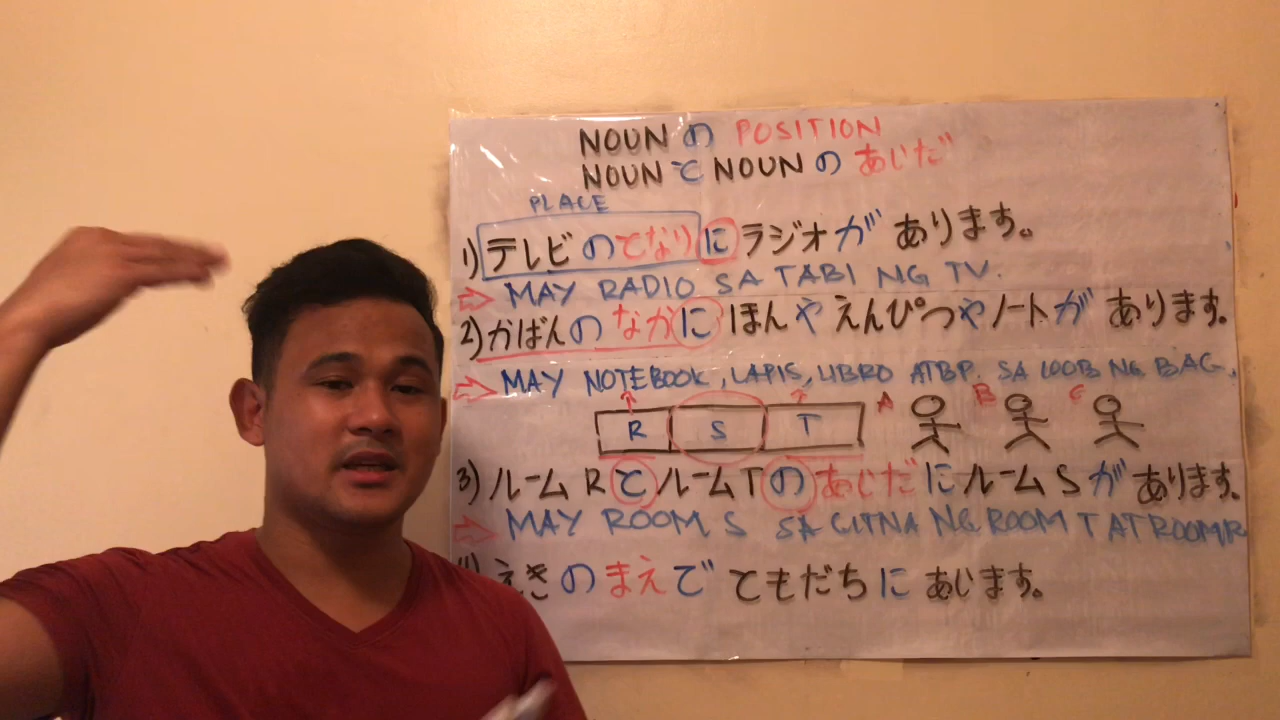 NOUN の POSITION
NOUN と NOUN の あじだ
PLACE
1) テレビのとなりに ラジオが あります。
⇨ MAY RADIO SA TABI NG TV.
2) かばんの なかに ほんや えんぴつや ノートが あります。
⇨ MAY NOTEBOOK, LAPIS, LIBRO ATBP. SA LOOB NG BAG.
A B C
R S T
3) ルーム R と ルーム T の あじだに ルーム S が あります。
⇨ MAY ROOM S SA GITNA NG ROOM T AT ROOM R
えきの まえで ともだちに あじます。